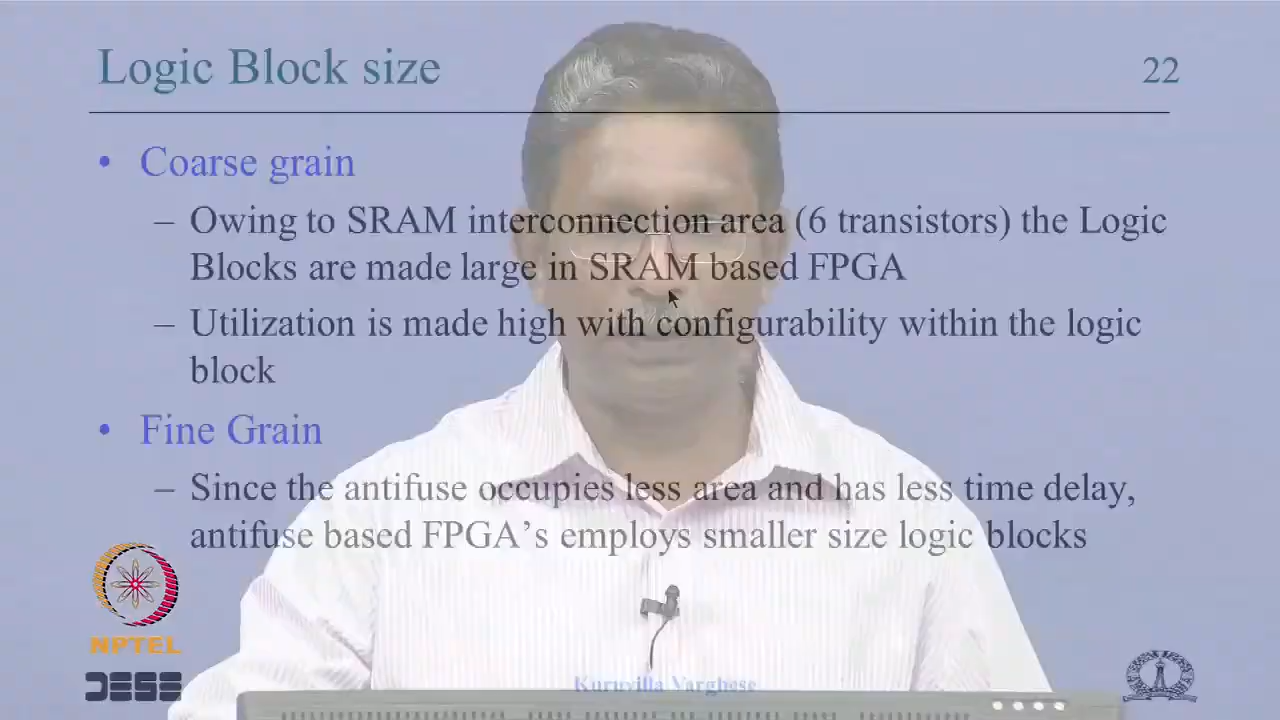 Logic Block size
22
• Coarse grain
– Owing to SRAM interconnection area (6 transistors) the Logic
Blocks are made large in SRAM based FPGA
– Utilization is made high with configurability within the logic
block
• Fine Grain
– Since the antifuse occupies less area and has less time delay,
antifuse based FPGA's employs smaller size logic blocks
NPTEL
DESE
Kuruvilla Varghese